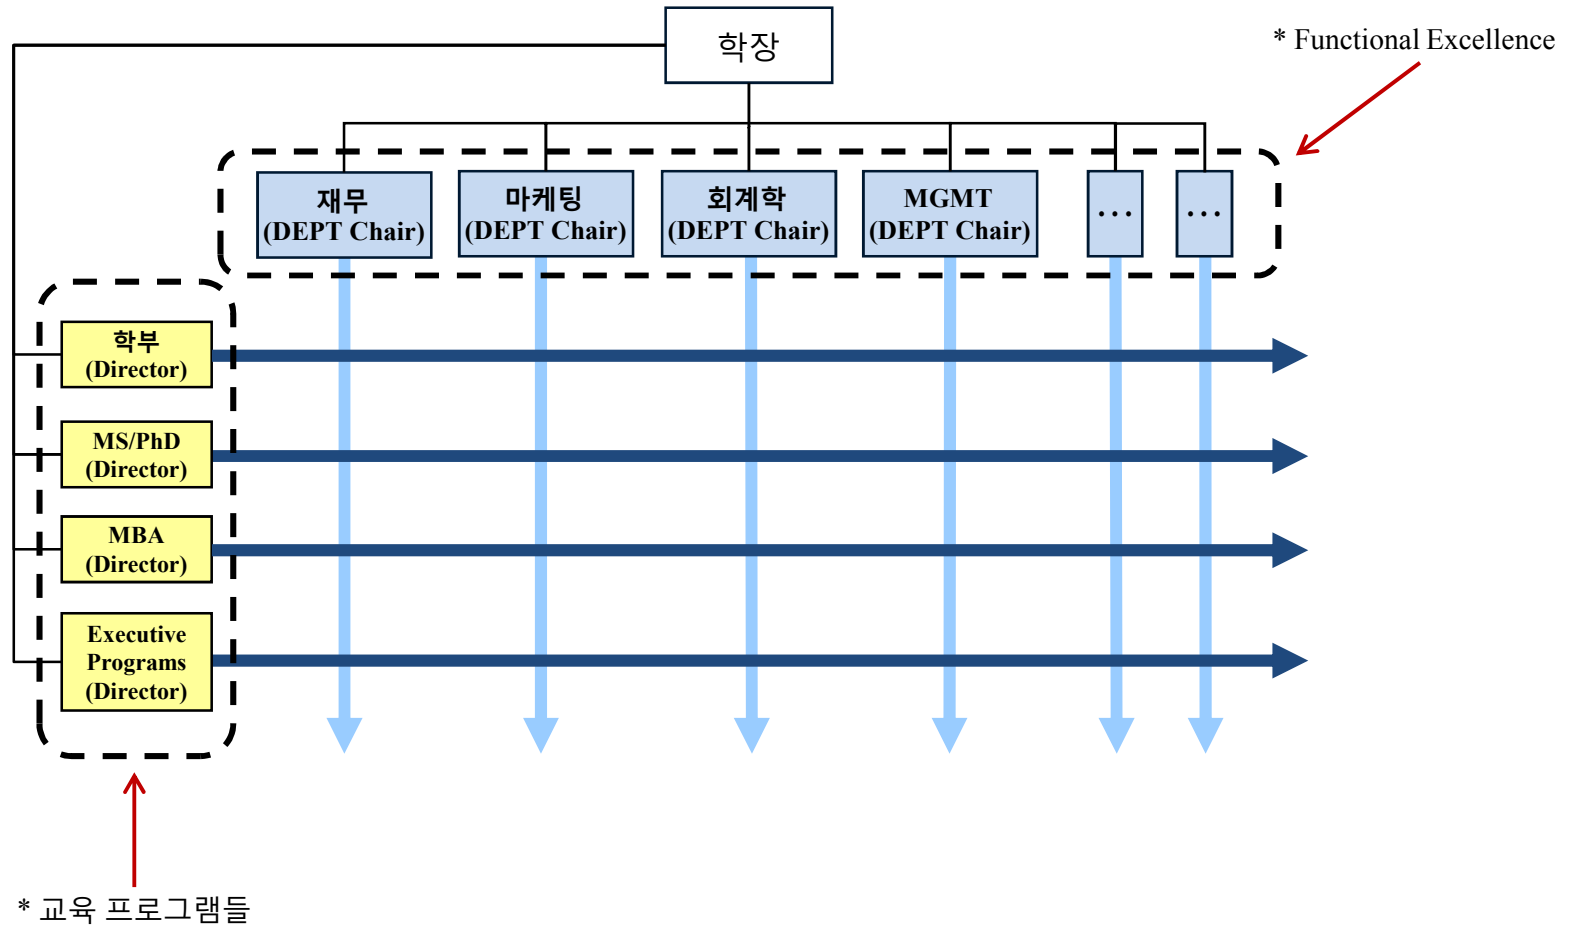 학장
* Functional Excellence
재무
(DEPT Chair)
마케팅
(DEPT Chair)
회계학
(DEPT Chair)
MGMT
(DEPT Chair)
...
...
학부
(Director)
MS/PhD
(Director)
MBA
(Director)
Executive
Programs
(Director)
* 교육 프로그램들